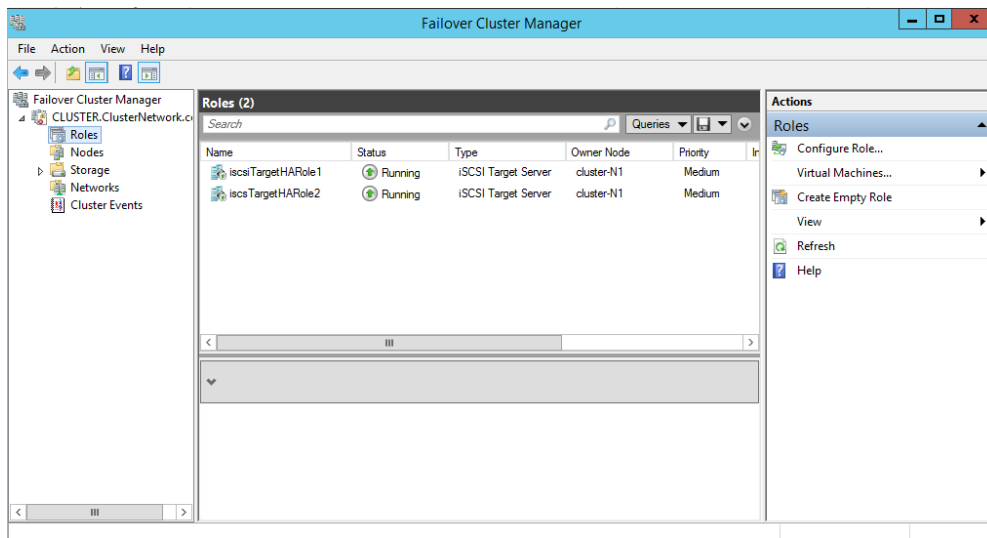 Failover Cluster Manager
File Action View Help
Failover Cluster Manager
CLUSTER.ClusterNetwork.c
Roles
Nodes
Storage
Networks
Cluster Events
Roles (2)
Search
Queries
Name Status Type Owner Node Priority In
iscsiTargetHARole1 Running iSCSI Target Server cluster-N1 Medium
iscsTargetHARole2 Running iSCSI Target Server cluster-N1 Medium
Actions
Roles
Configure Role...
Virtual Machines...
Create Empty Role
View
Refresh
Help